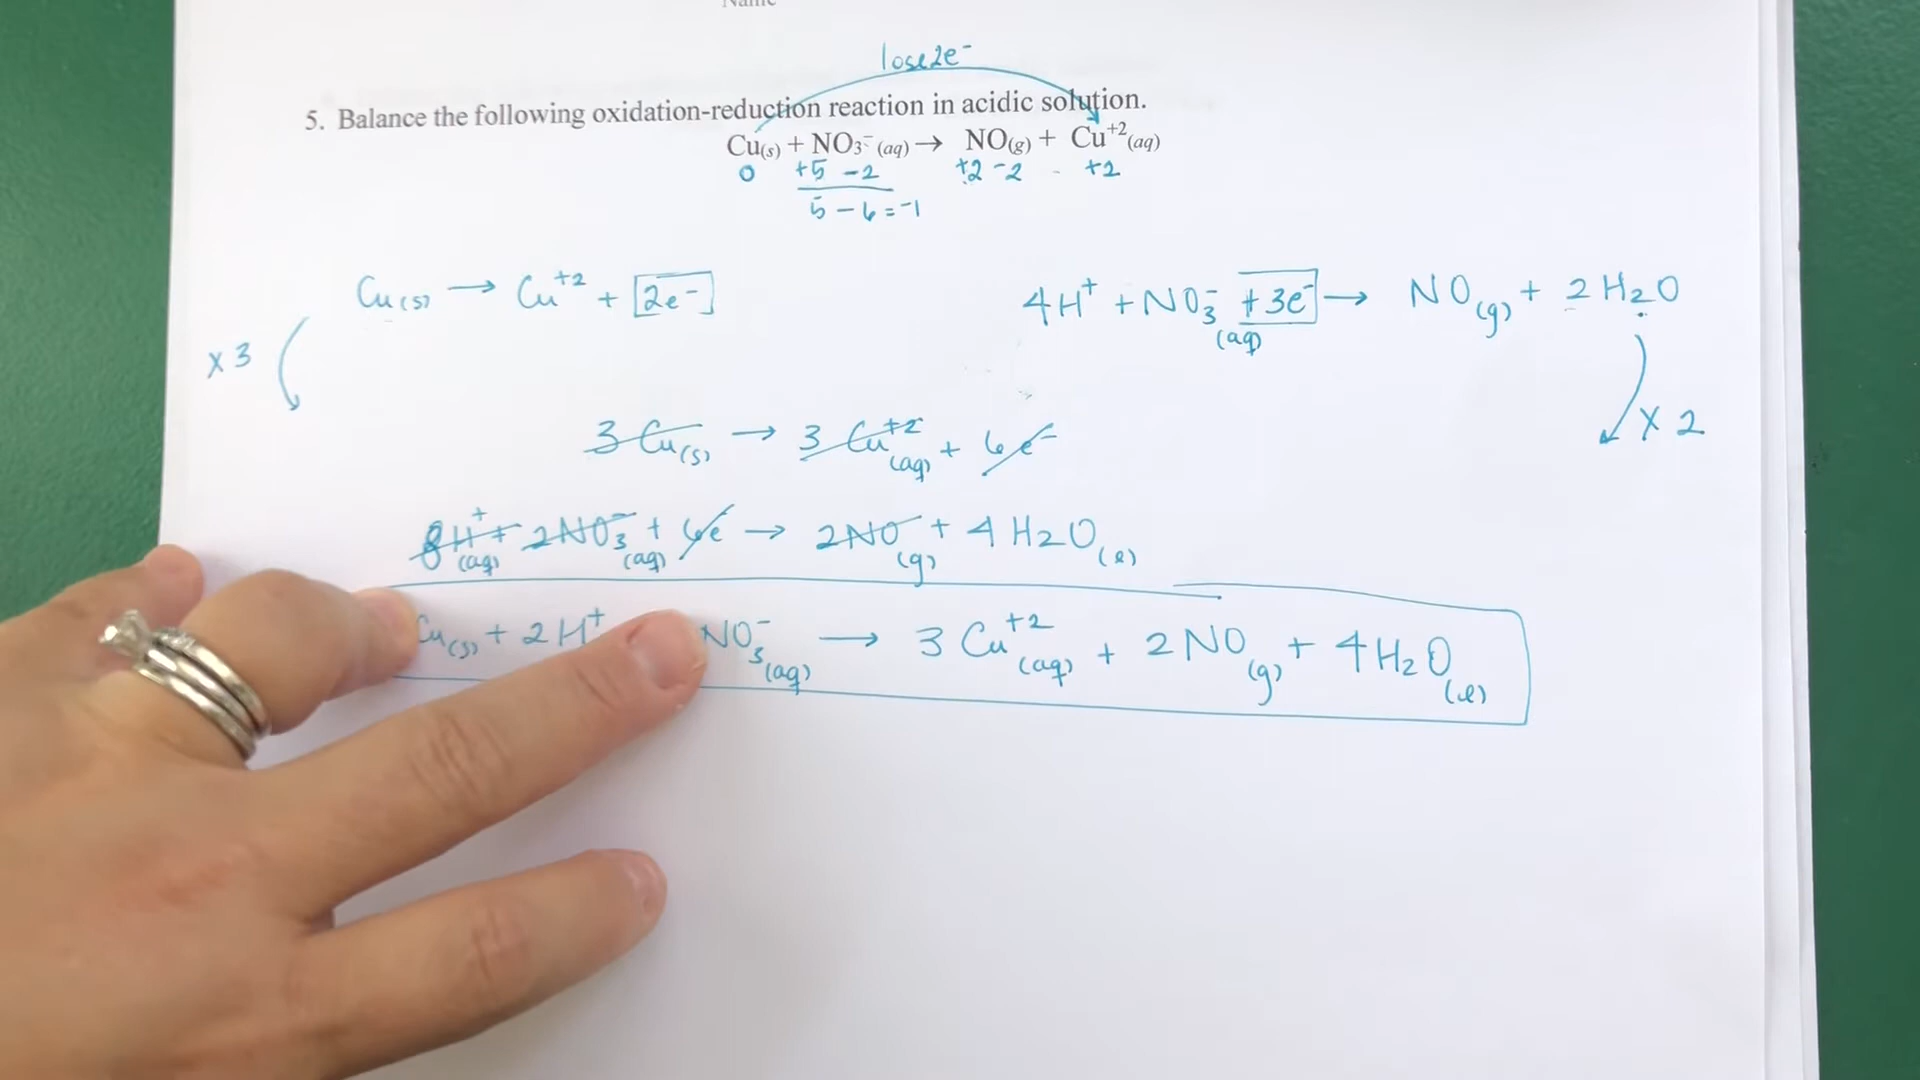 Name
lose 2e⁻
5. Balance the following oxidation-reduction reaction in acidic solution.
Cu(s) + NO₃⁻ (aq) → NO(g) + Cu⁺²(aq)
0 +5 -2 +2 -2 +2
5 - 6 = -1
Cu(s) → Cu⁺² + 2e⁻
4H⁺ + NO₃⁻(aq) + 3e⁻ → NO(g) + 2H₂O
x 3
x 2
3 Cu(s) → 3 Cu⁺²(aq) + 6e⁻
8H⁺(aq) + 2NO₃⁻(aq) + 6e → 2NO(g) + 4H₂O(l)
Cu(s) + 2H⁺ NO₃⁻(aq) → 3 Cu⁺²(aq) + 2NO(g) + 4H₂O(l)